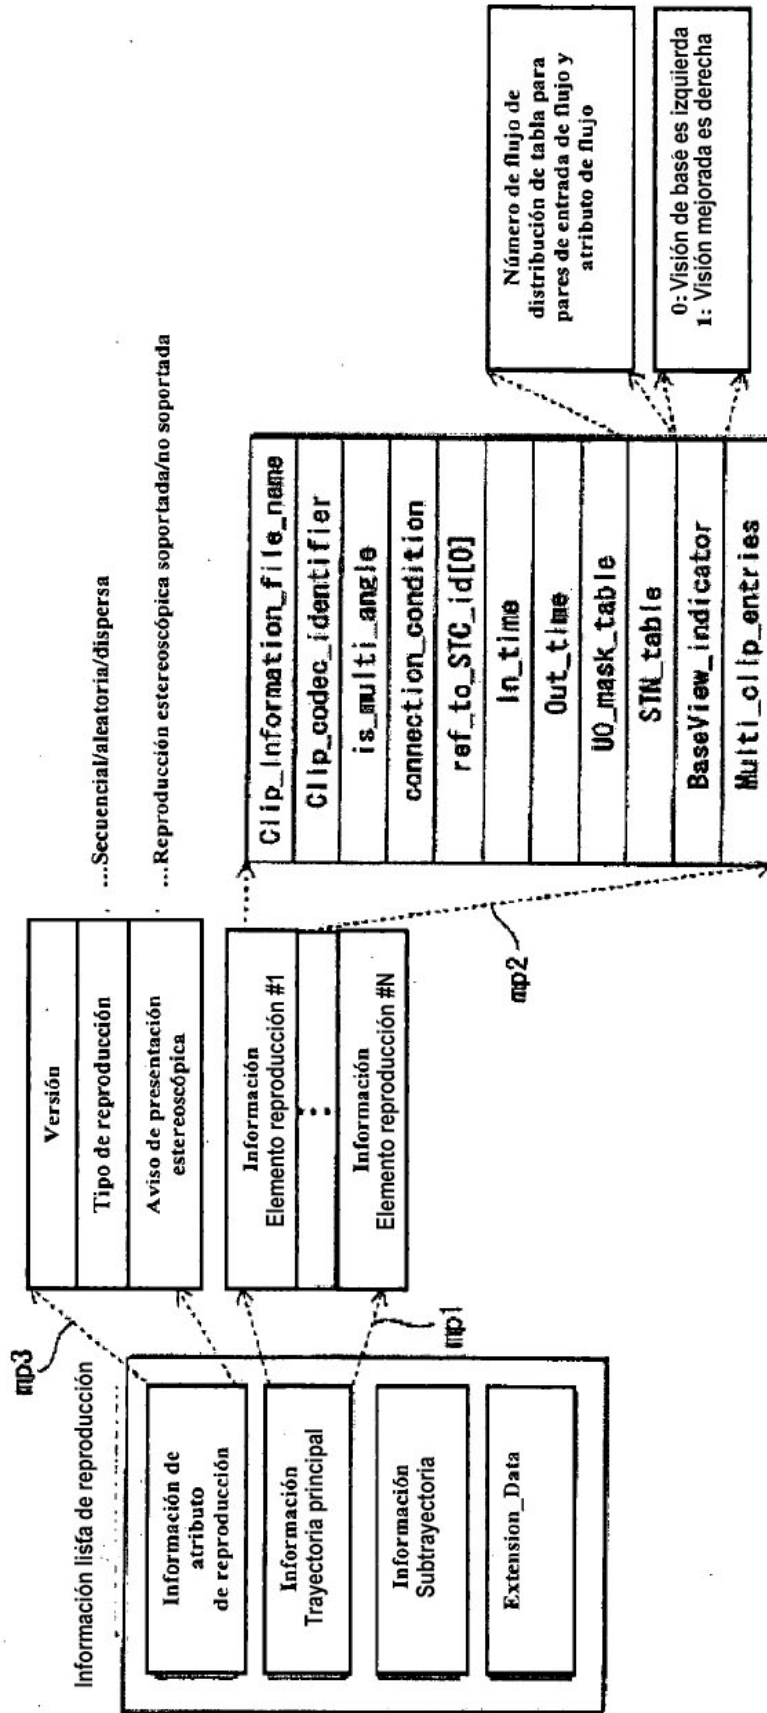 Información lista de reproducción
mp3
Información de
atributo
de reproducción
Información
Trayectoria principal
Información
Subtrayectoria
Extension_Data
Versión
Tipo de reproducción
Aviso de presentación
estereoscópica
...Secuencial/aleatoria/dispersa
...Reproducción estereoscópica soportada/no soportada
Información
Elemento reproducción #1
...
Información
Elemento reproducción #N
mp1
mp2
Clip_Information_file_name
Clip_codec_identifier
is_multi_angle
connection_condition
ref_to_STC_id[0]
In_time
Out_time
UO_mask_table
STN_table
BaseView_indicator
Multi_clip_entries
Número de flujo de
distribución de tabla para
pares de entrada de flujo y
atributo de flujo
0: Visión de base es izquierda
1: Visión mejorada es derecha